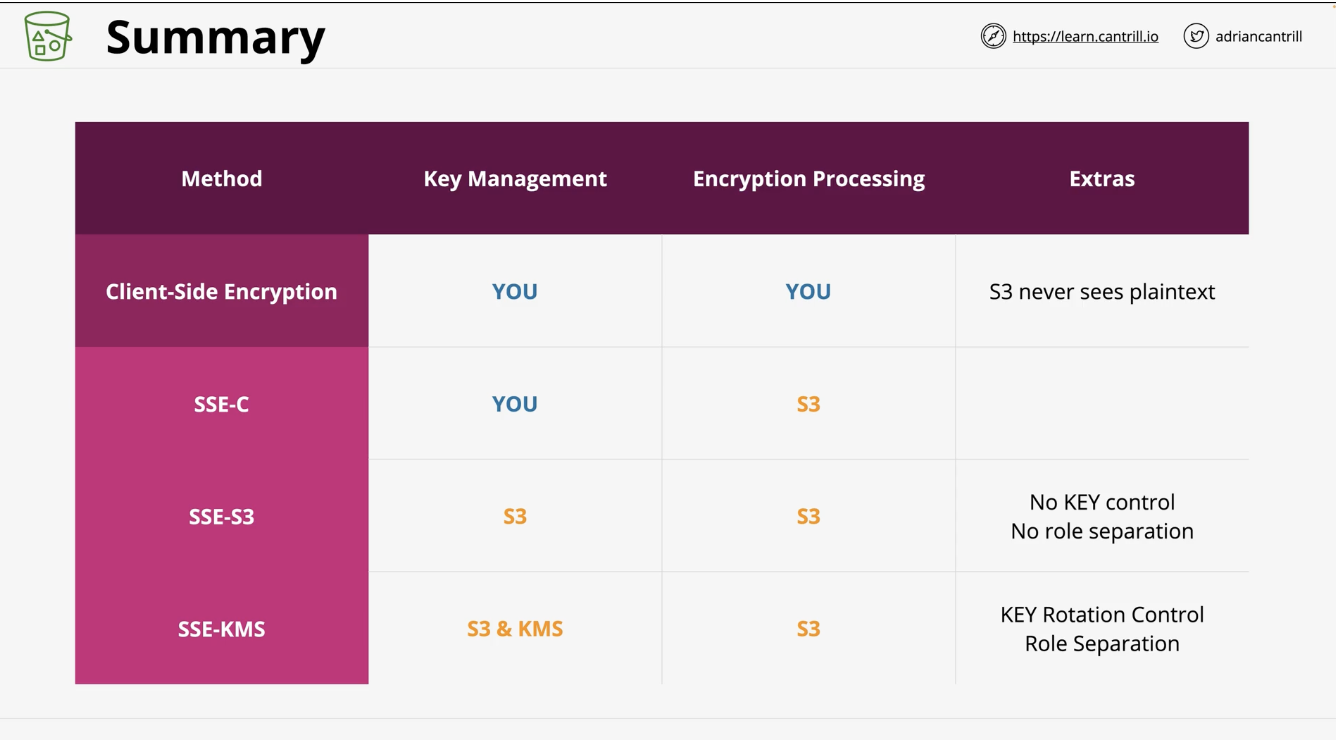 Summary
https://learn.cantrill.io
adriancantrill
Method
Key Management
Encryption Processing
Extras
Client-Side Encryption
YOU
YOU
S3 never sees plaintext
SSE-C
YOU
S3
SSE-S3
S3
S3
No KEY control
No role separation
SSE-KMS
S3 & KMS
S3
KEY Rotation Control
Role Separation